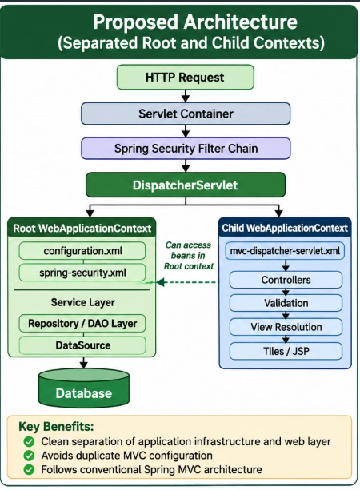 Proposed Architecture
(Separated Root and Child Contexts)
HTTP Request
Servlet Container
Spring Security Filter Chain
DispatcherServlet
Root WebApplicationContext
configuration.xml
spring-security.xml
Service Layer
Repository / DAO Layer
DataSource
Database
Can access
beans in
Root context
Child WebApplicationContext
mvc-dispatcher-servlet.xml
Controllers
Validation
View Resolution
Tiles / JSP
Key Benefits:
Clean separation of application infrastructure and web layer
Avoids duplicate MVC configuration
Follows conventional Spring MVC architecture